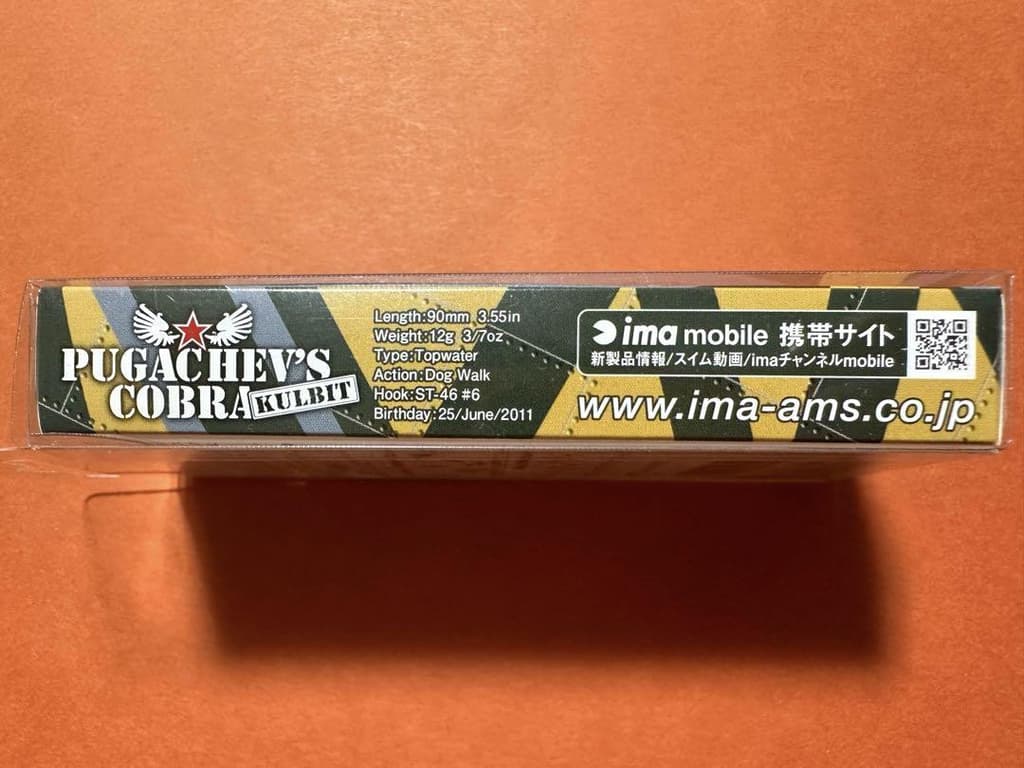 PUGACHEV'S
COBRA
KULBIT
Length:90mm 3.55in
Weight:12g 3/7oz
Type:Topwater
Action:Dog Walk
Hook:ST-46 #6
Birthday:25/June/2011
ima mobile 携帯サイト
新製品情報/スイム動画/imaチャンネルmobile
www.ima-ams.co.jp